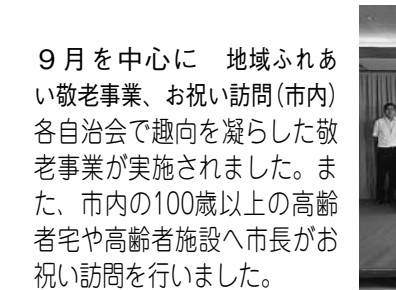 ９月を中心に　地域ふれあ
い敬老事業、お祝い訪問（市内）
各自治会で趣向を凝らした敬
老事業が実施されました。ま
た、市内の100歳以上の高齢
者宅や高齢者施設へ市長がお
祝い訪問を行いました。